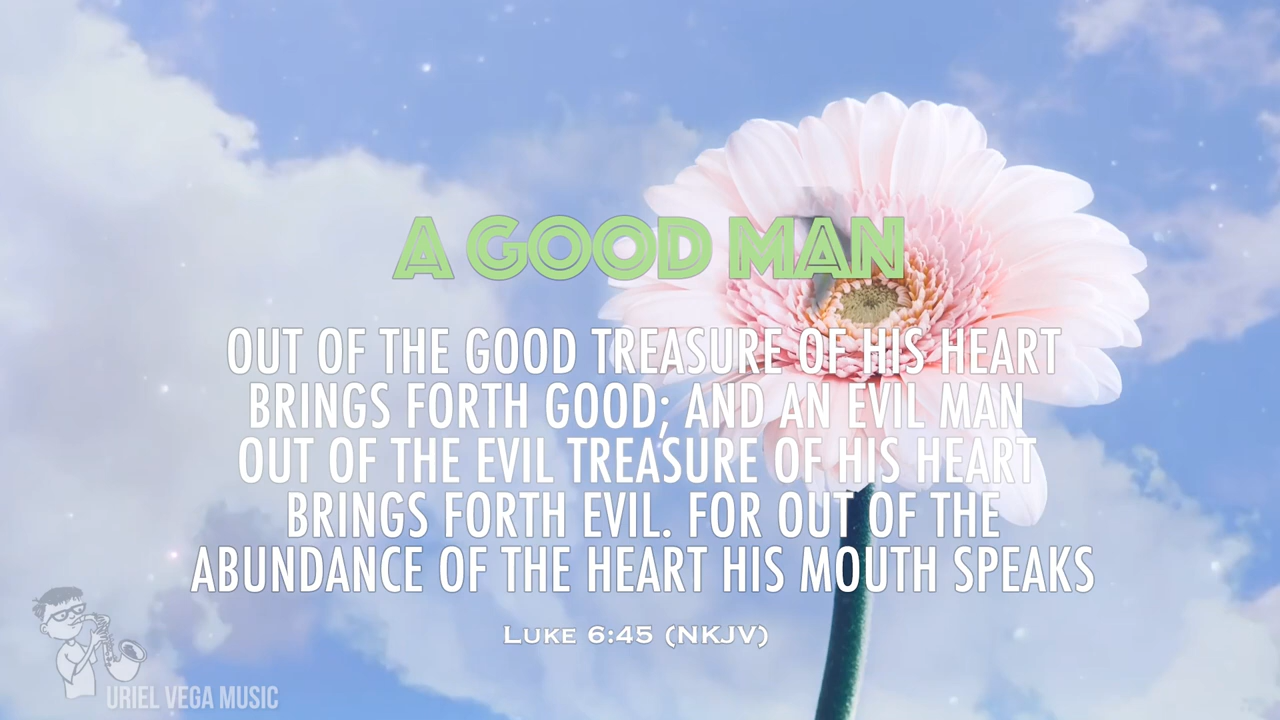 A GOOD MAN
OUT OF THE GOOD TREASURE OF HIS HEART
BRINGS FORTH GOOD; AND AN EVIL MAN
OUT OF THE EVIL TREASURE OF HIS HEART
BRINGS FORTH EVIL. FOR OUT OF THE
ABUNDANCE OF THE HEART HIS MOUTH SPEAKS
LUKE 6:45 (NKJV)
URIEL VEGA MUSIC